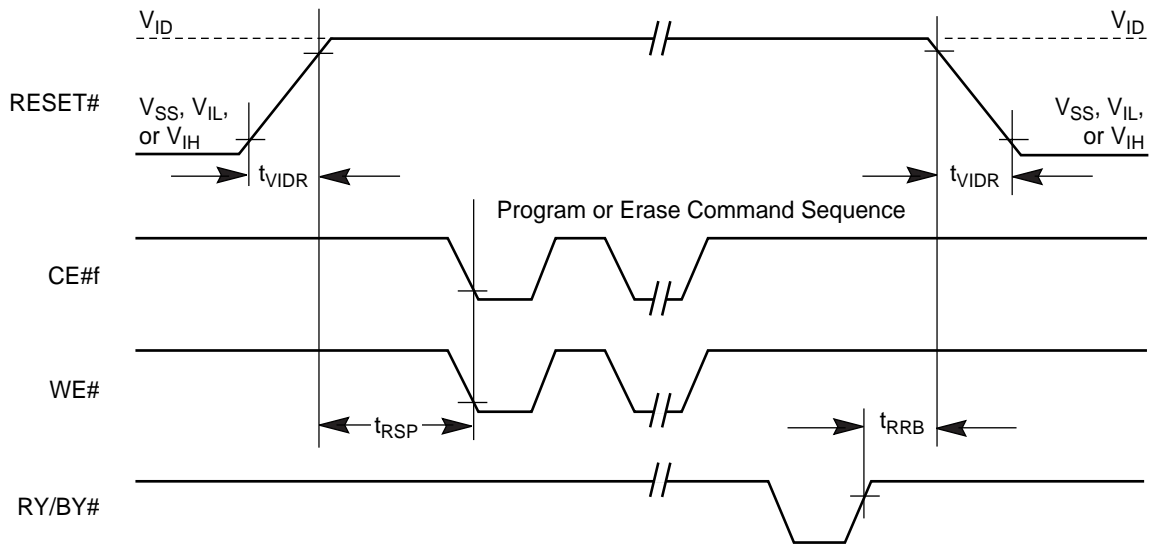 V_ID
V_ID
RESET#
V_SS, V_IL,
or V_IH
V_SS, V_IL,
or V_IH
t_VIDR
t_VIDR
Program or Erase Command Sequence
CE#f
WE#
t_RSP
t_RRB
RY/BY#